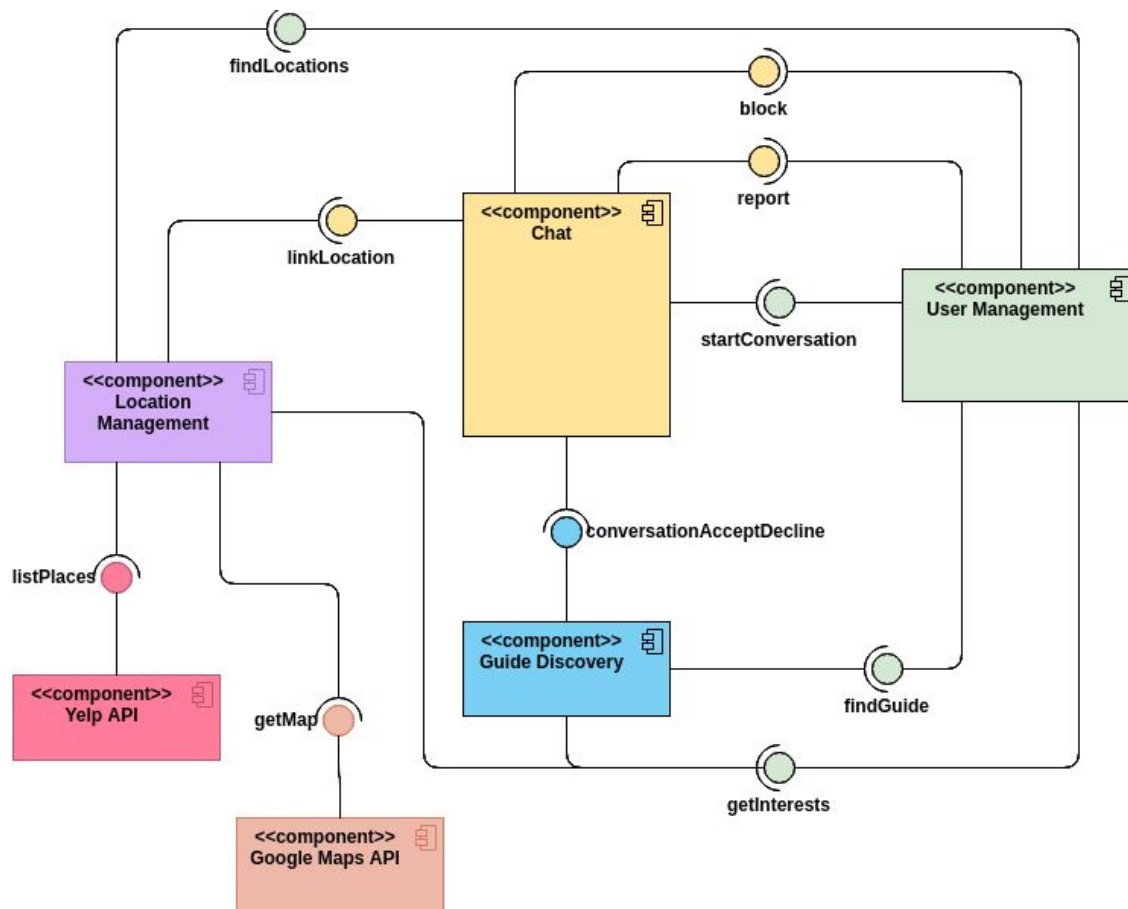 findLocations
block
report
<<component>>
Chat
linkLocation
<<component>>
User Management
startConversation
<<component>>
Location
Management
conversationAcceptDecline
listPlaces
<<component>>
Guide Discovery
<<component>>
Yelp API
getMap
findGuide
getInterests
<<component>>
Google Maps API